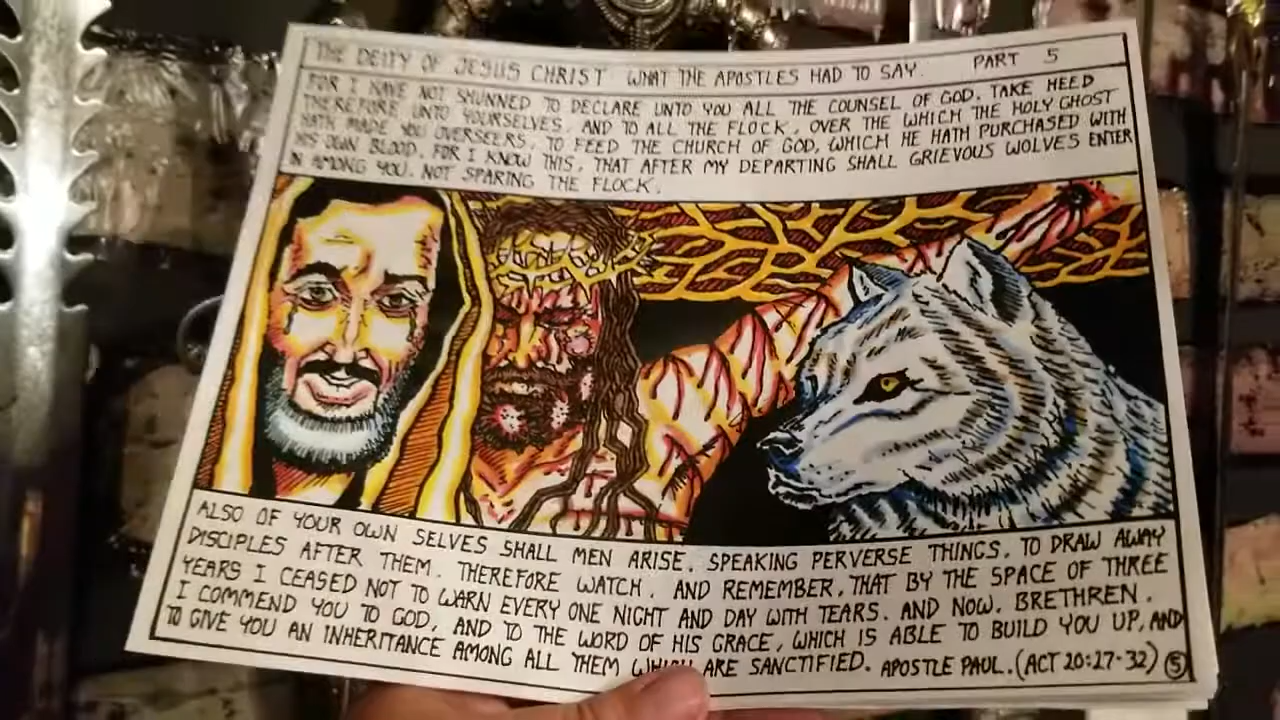 THE DEITY OF JESUS CHRIST WHAT THE APOSTLES HAD TO SAY. PART 5
FOR I HAVE NOT SHUNNED TO DECLARE UNTO YOU ALL THE COUNSEL OF GOD. TAKE HEED
THEREFORE UNTO YOURSELVES, AND TO ALL THE FLOCK, OVER THE WHICH THE HOLY GHOST
HATH MADE YOU OVERSEERS, TO FEED THE CHURCH OF GOD, WHICH HE HATH PURCHASED WITH
HIS OWN BLOOD. FOR I KNOW THIS, THAT AFTER MY DEPARTING SHALL GRIEVOUS WOLVES ENTER
IN AMONG YOU, NOT SPARING THE FLOCK.
ALSO OF YOUR OWN SELVES SHALL MEN ARISE, SPEAKING PERVERSE THINGS, TO DRAW AWAY
DISCIPLES AFTER THEM. THEREFORE WATCH, AND REMEMBER, THAT BY THE SPACE OF THREE
YEARS I CEASED NOT TO WARN EVERY ONE NIGHT AND DAY WITH TEARS. AND NOW, BRETHREN,
I COMMEND YOU TO GOD, AND TO THE WORD OF HIS GRACE, WHICH IS ABLE TO BUILD YOU UP, AND
TO GIVE YOU AN INHERITANCE AMONG ALL THEM WHICH ARE SANCTIFIED. APOSTLE PAUL. (ACT 20:27-32) 5